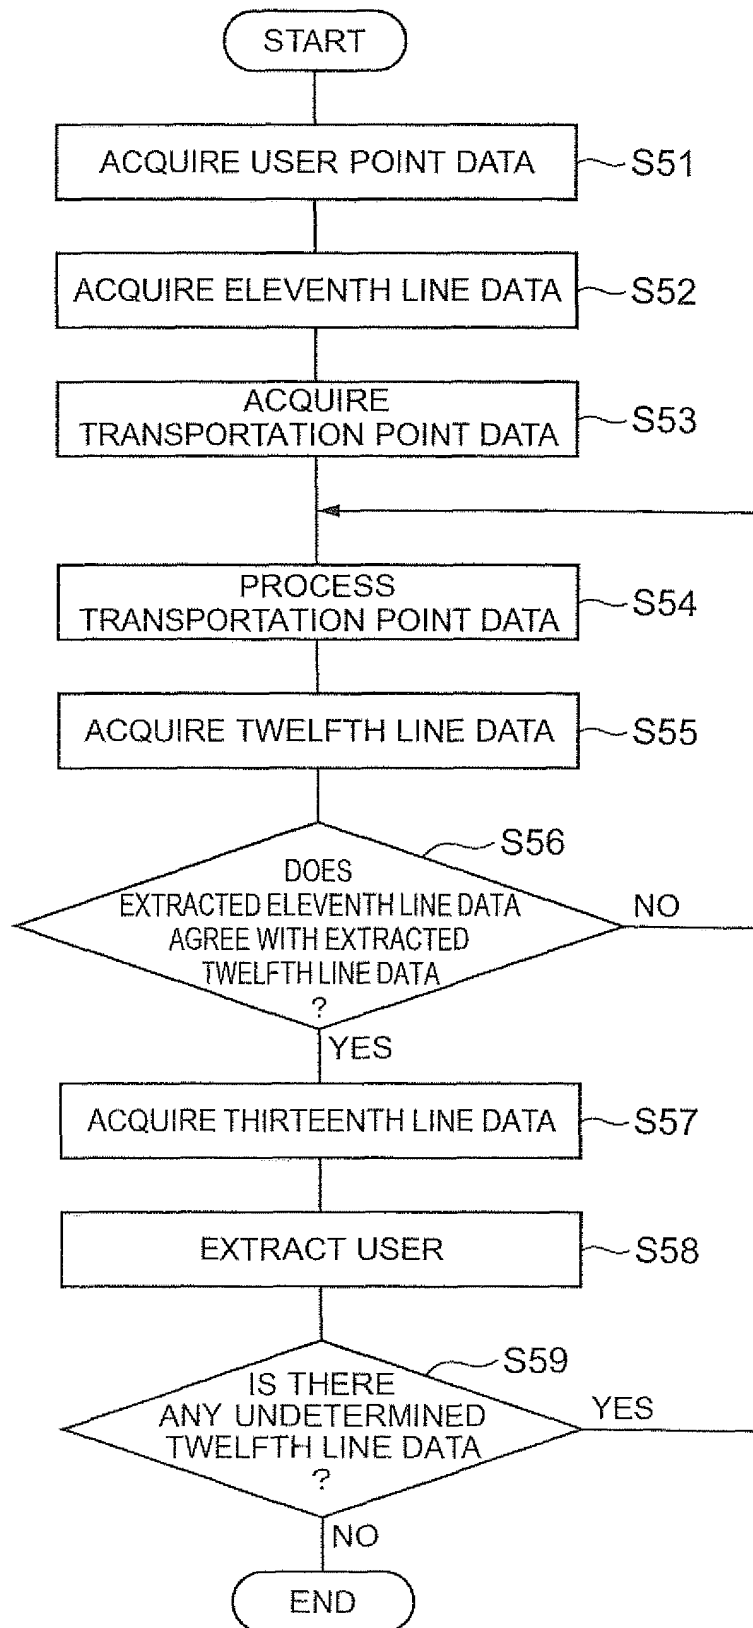 START
ACQUIRE USER POINT DATA
S51
ACQUIRE ELEVENTH LINE DATA
S52
ACQUIRE
TRANSPORTATION POINT DATA
S53
PROCESS
TRANSPORTATION POINT DATA
S54
ACQUIRE TWELFTH LINE DATA
S55
S56
DOES
EXTRACTED ELEVENTH LINE DATA
AGREE WITH EXTRACTED
TWELFTH LINE DATA
?
NO
YES
ACQUIRE THIRTEENTH LINE DATA
S57
EXTRACT USER
S58
S59
IS THERE
ANY UNDETERMINED
TWELFTH LINE DATA
?
YES
NO
END